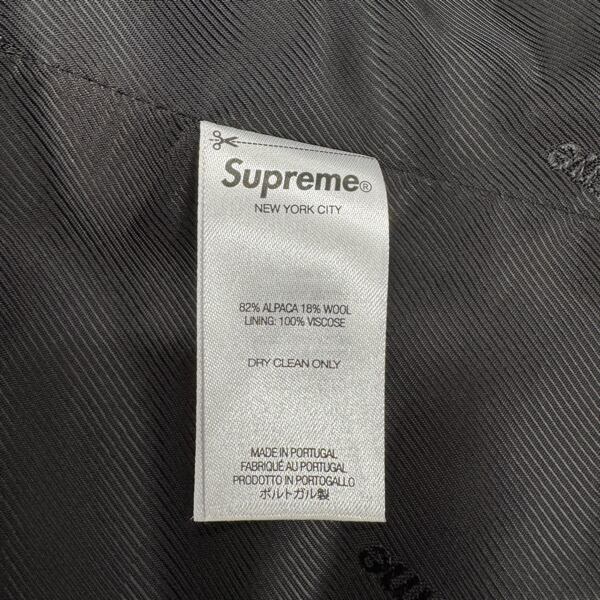 Supreme®
NEW YORK CITY
82% ALPACA 18% WOOL
LINING: 100% VISCOSE
DRY CLEAN ONLY
MADE IN PORTUGAL
FABRIQUÉ AU PORTUGAL
PRODOTTO IN PORTOGALLO
ポルトガル製